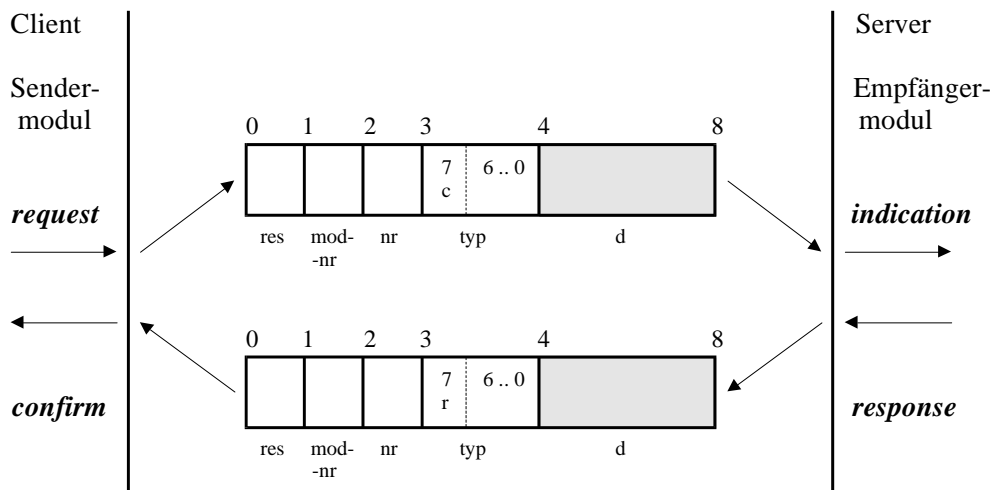 Client
Server
Sender-
modul
Empfänger-
modul
0 1 2 3 4 8
7 6 .. 0
c
request
indication
res mod- nr typ d
-nr
0 1 2 3 4 8
7 6 .. 0
r
confirm
response
res mod- nr typ d
-nr